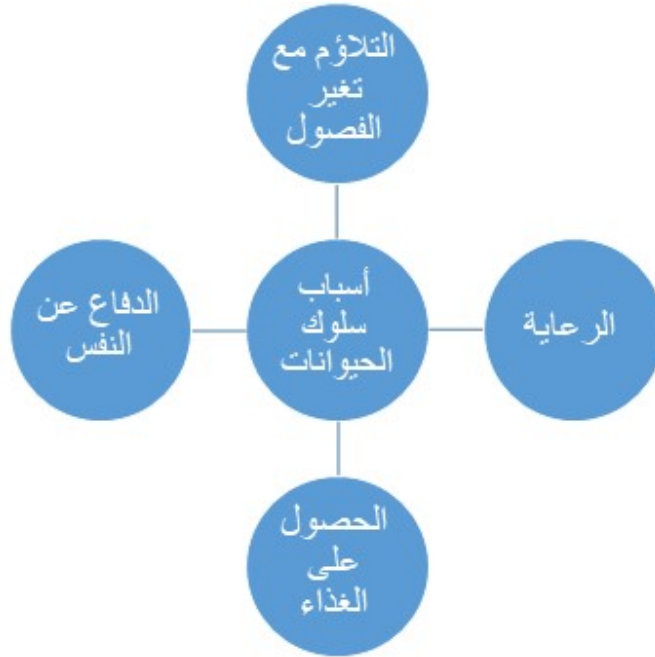 التلاؤم مع
تغير
الفصول
أسباب
سلوك
الحيوانات
الرعاية
الدفاع عن
النفس
الحصول
على
الغذاء